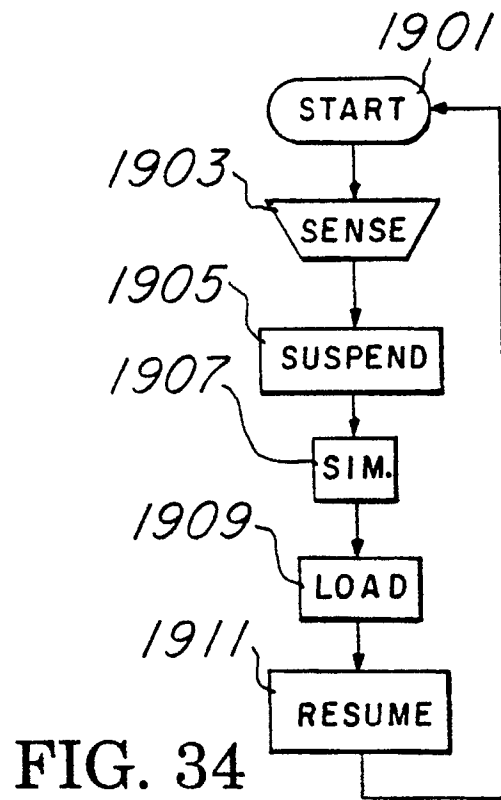 1901
START
1903
SENSE
1905
SUSPEND
1907
SIM.
1909
LOAD
1911
RESUME
FIG. 34